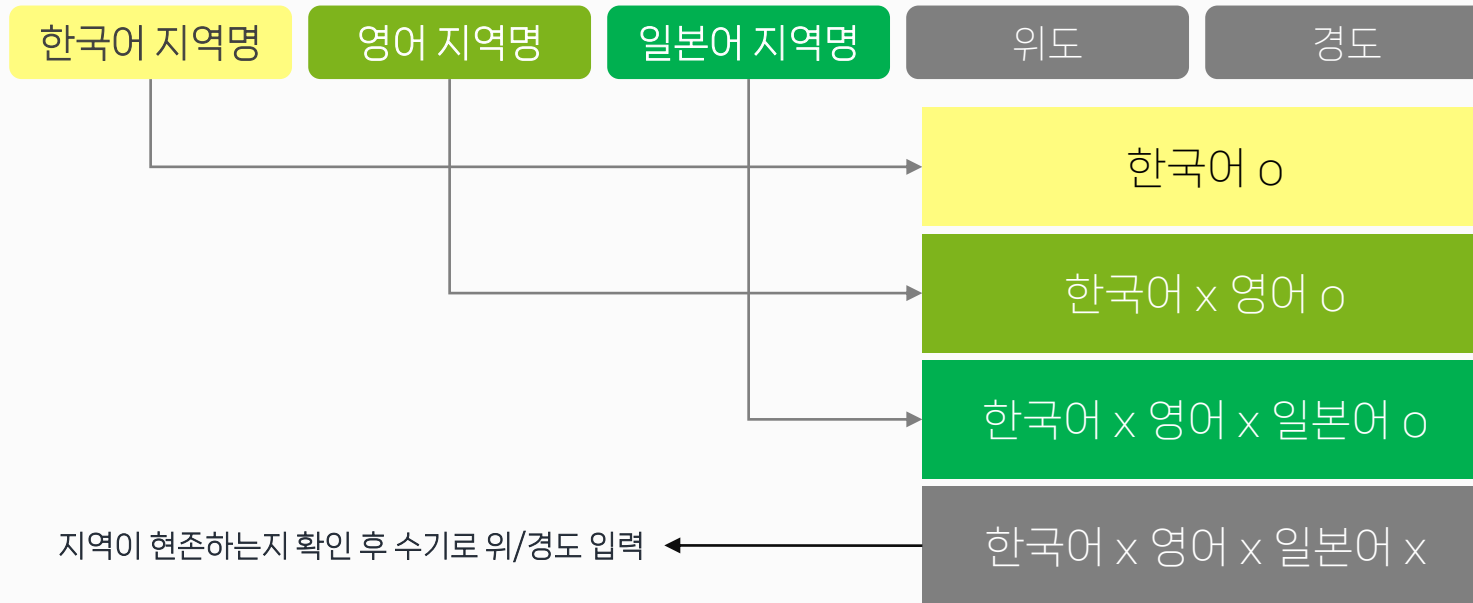 한국어 지역명
영어 지역명
일본어 지역명
위도
경도
한국어 o
한국어 x 영어 o
한국어 x 영어 x 일본어 o
한국어 x 영어 x 일본어 x
지역이 현존하는지 확인 후 수기로 위/경도 입력